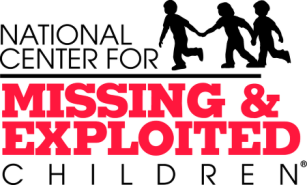 NATIONAL
CENTER FOR
MISSING &
EXPLOITED
CHILDREN®